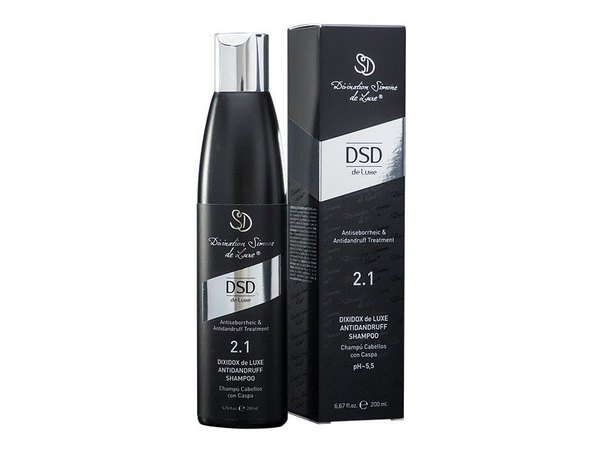 SD
Divination Simone
de Luxe®
DSD
de Luxe
Antiseborrheic &
Antidandruff Treatment
2.1
DIXIDOX de LUXE
ANTIDANDRUFF
SHAMPOO
Champú Cabellos
con Caspa
200 ml
SD
Divination Simone
de Luxe®
DSD
de Luxe
Antiseborrheic &
Antidandruff Treatment
2.1
DIXIDOX de LUXE
ANTIDANDRUFF
SHAMPOO
Champú Cabellos
con Caspa
pH~5,5
6.67 fl oz. ℮ 200 ml.